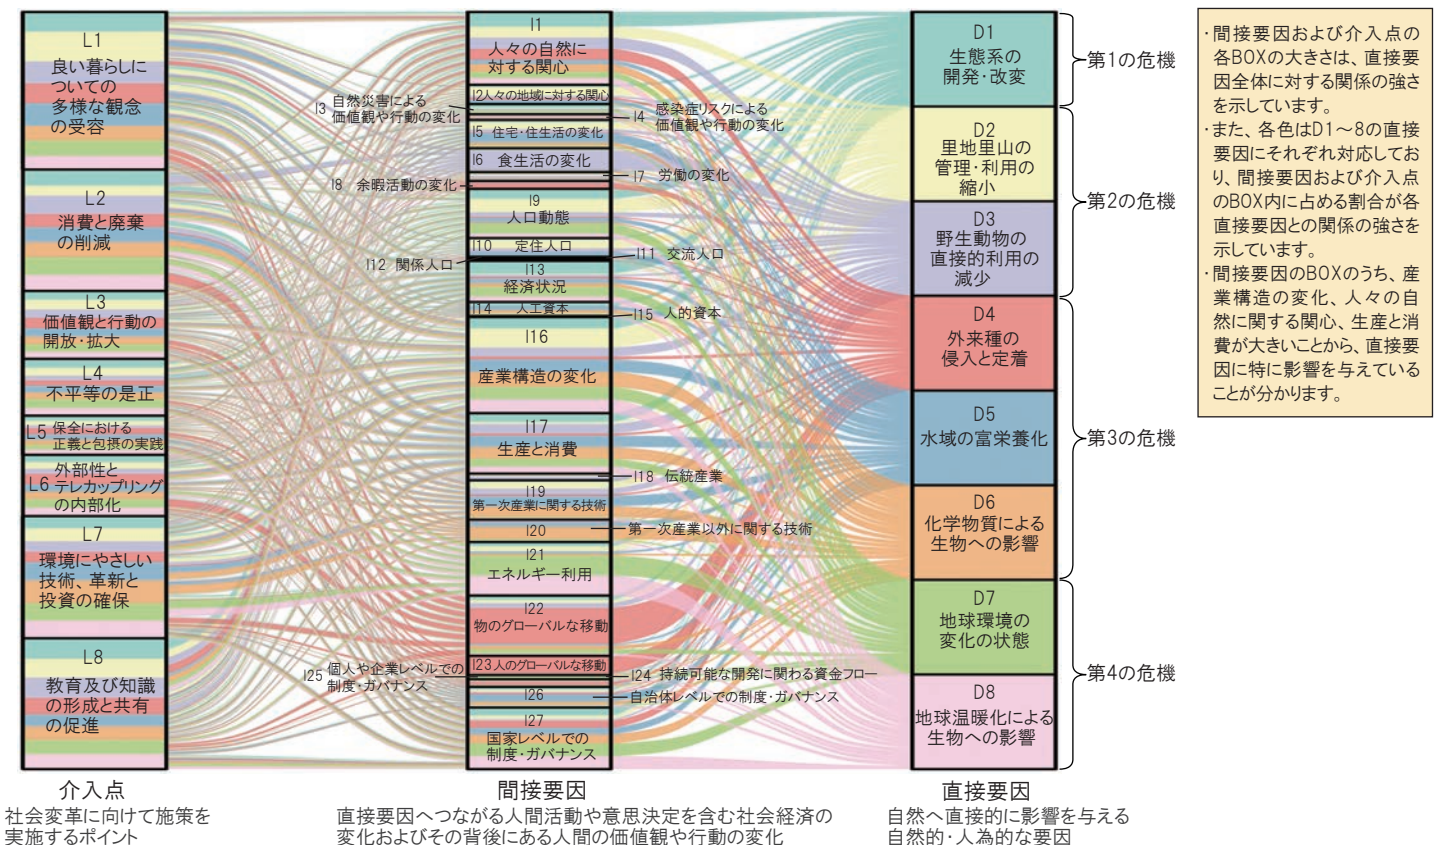 L1
良い暮らしに
ついての
多様な観念
の受容
L2
消費と廃棄
の削減
L3
価値観と行動の
開放・拡大
L4
不平等の是正
L5 保全における
正義と包摂の実践
外部性と
L6 テレカップリング
の内部化
L7
環境にやさしい
技術、革新と
投資の確保
L8
教育及び知識
の形成と共有
の促進
介入点
社会変革に向けて施策を
実施するポイント
I1
人々の自然に
対する関心
I2人々の地域に対する関心
I3 自然災害による
価値観や行動の変化
I4 感染症リスクによる
価値観や行動の変化
I5 住宅・住生活の変化
I6 食生活の変化
I7 労働の変化
I8 余暇活動の変化
I9
人口動態
I10 定住人口
I11 交流人口
I12 関係人口
I13
経済状況
I14 人工資本
I15 人的資本
I16
産業構造の変化
I17
生産と消費
I18 伝統産業
I19
第一次産業に関する技術
I20
第一次産業以外に関する技術
I21
エネルギー利用
I22
物のグローバルな移動
I23人のグローバルな移動
I24 持続可能な開発に関わる資金フロー
I25 個人や企業レベルでの
制度・ガバナンス
I26
自治体レベルでの制度・ガバナンス
I27
国家レベルでの
制度・ガバナンス
間接要因
直接要因へつながる人間活動や意思決定を含む社会経済の
変化およびその背後にある人間の価値観や行動の変化
D1
生態系の
開発・改変
D2
里地里山の
管理・利用の
縮小
D3
野生動物の
直接的利用の
減少
D4
外来種の
侵入と定着
D5
水域の富栄養化
D6
化学物質による
生物への影響
D7
地球環境の
変化の状態
D8
地球温暖化による
生物への影響
直接要因
自然へ直接的に影響を与える
自然的・人為的な要因
第1の危機
第2の危機
第3の危機
第4の危機
・間接要因および介入点の
各BOXの大きさは、直接要
因全体に対する関係の強さ
を示しています。
・また、各色はD1～8の直接
要因にそれぞれ対応してお
り、間接要因および介入点
のBOX内に占める割合が各
直接要因との関係の強さを
示しています。
・間接要因のBOXのうち、産
業構造の変化、人々の自
然に関する関心、生産と消
費が大きいことから、直接要
因に特に影響を与えている
ことが分かります。